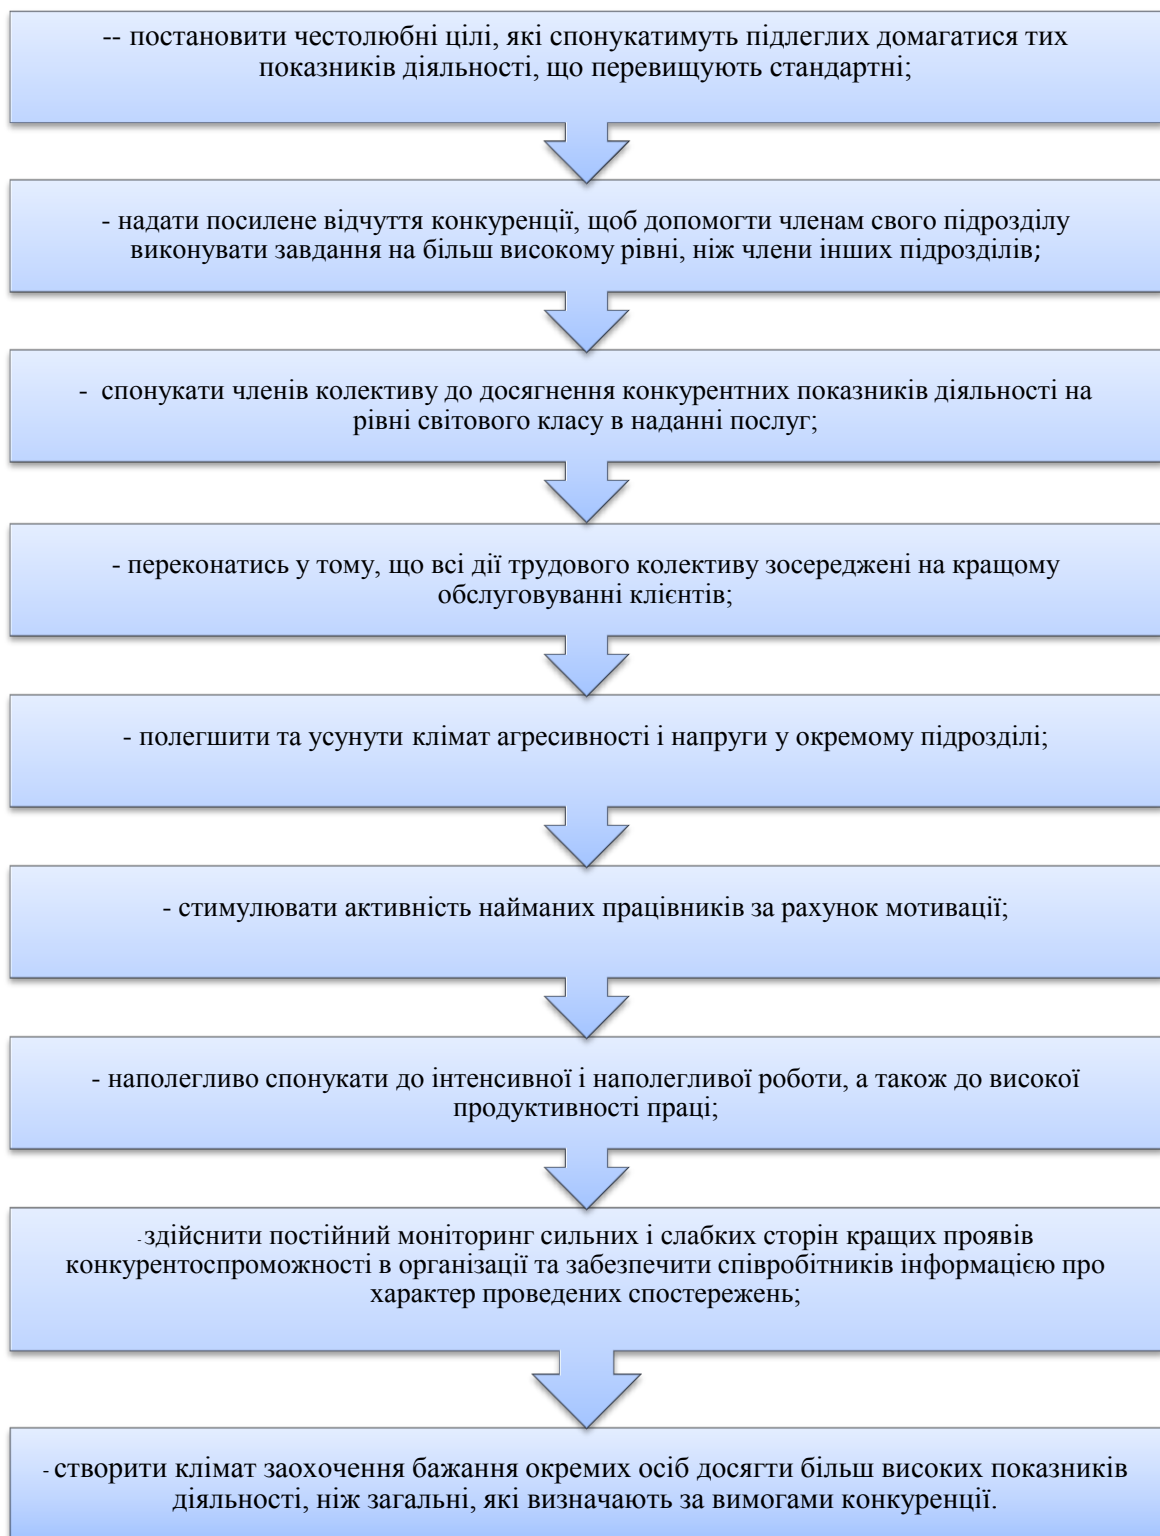 -- постановити честолюбні цілі, які спонукатимуть підлеглих домагатися тих
показників діяльності, що перевищують стандартні;
- надати посилене відчуття конкуренції, щоб допомогти членам свого підрозділу
виконувати завдання на більш високому рівні, ніж члени інших підрозділів;
- спонукати членів колективу до досягнення конкурентних показників діяльності на
рівні світового класу в наданні послуг;
- переконатись у тому, що всі дії трудового колективу зосереджені на кращому
обслуговуванні клієнтів;
- полегшити та усунути клімат агресивності і напруги у окремому підрозділі;
- стимулювати активність найманих працівників за рахунок мотивації;
- наполегливо спонукати до інтенсивної і наполегливої роботи, а також до високої
продуктивності праці;
- здійснити постійний моніторинг сильних і слабких сторін кращих проявів
конкурентоспроможності в організації та забезпечити співробітників інформацією про
характер проведених спостережень;
- створити клімат заохочення бажання окремих осіб досягти більш високих показників
діяльності, ніж загальні, які визначають за вимогами конкуренції.